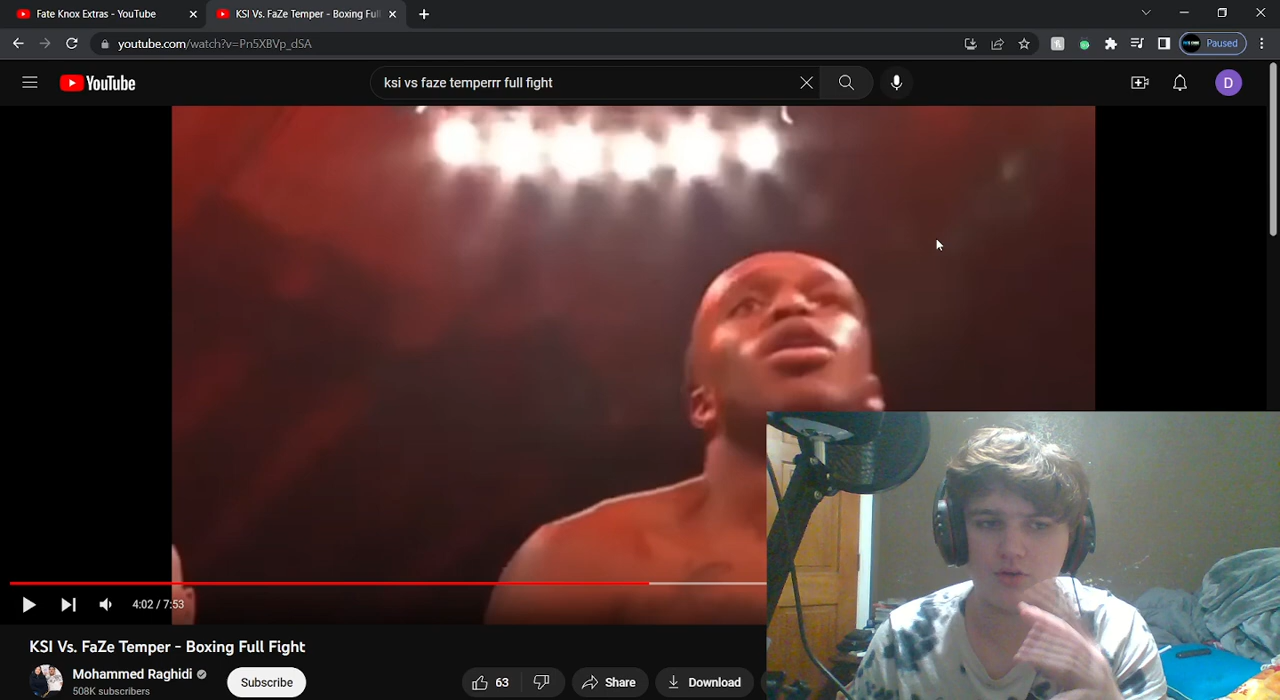 Fate Knox Extras - YouTube
KSI Vs. FaZe Temper - Boxing Ful
youtube.com/watch?v=Pn5XBVp_dSA
Paused
YouTube
ksi vs faze temperrr full fight
D
4:02 / 7:53
KSI Vs. FaZe Temper - Boxing Full Fight
Mohammed Raghidi
508K subscribers
Subscribe
63
Share
Download